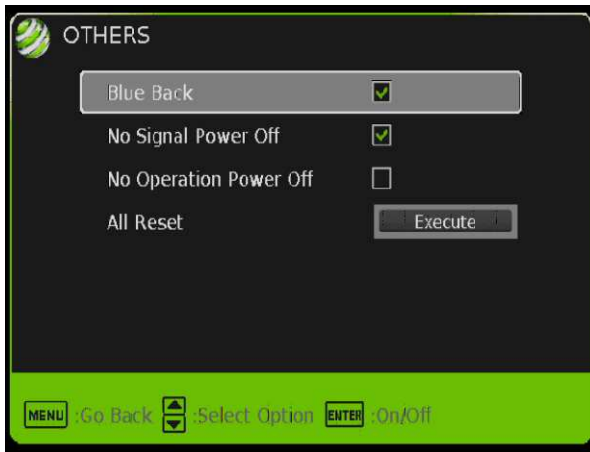 OTHERS
Blue Back
No Signal Power Off
No Operation Power Off
All Reset Execute
MENU :Go Back :Select Option ENTER :On/Off